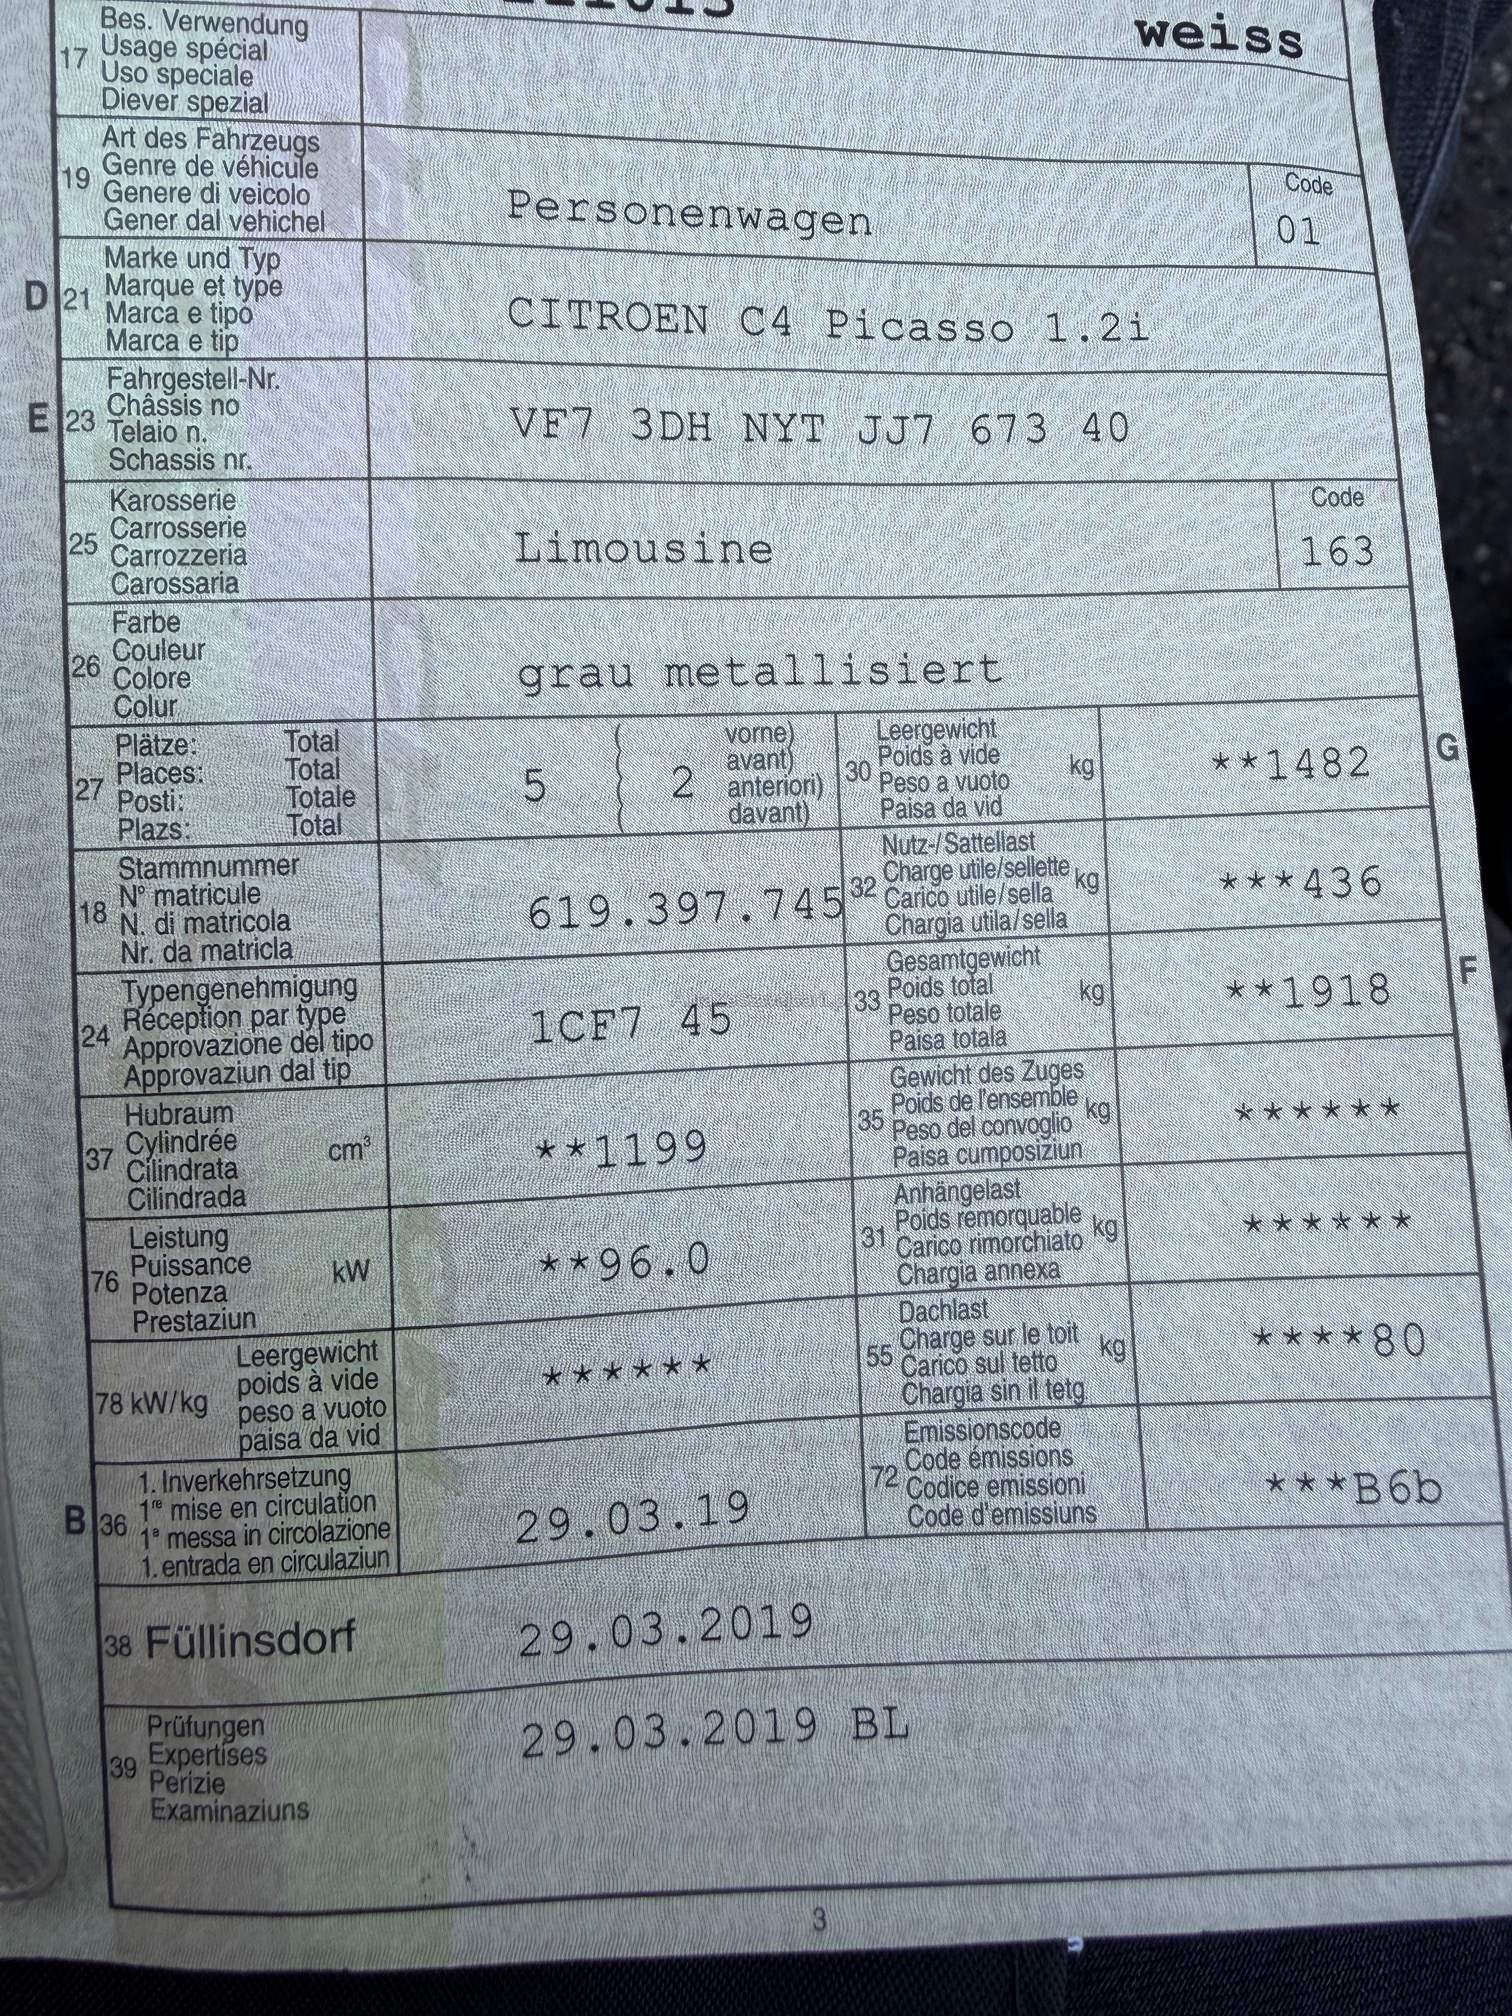 weiss
17 Bes. Verwendung
Usage spécial
Uso speciale
Diever spezial
19 Art des Fahrzeugs
Genre de véhicule
Genere di veicolo
Gener dal vehichel
Personenwagen
Code
01
D 21 Marke und Typ
Marque et type
Marca e tipo
Marca e tip
CITROEN C4 Picasso 1.2i
E 23 Fahrgestell-Nr.
Châssis no
Telaio n.
Schassis nr.
VF7 3DH NYT JJ7 673 40
25 Karosserie
Carrosserie
Carrozzeria
Carossaria
Limousine
Code
163
26 Farbe
Couleur
Colore
Colur
grau metallisiert
27 Plätze: Total
Places: Total
Posti: Totale
Plazs: Total
5 2
vorne)
avant)
anteriori)
davant)
30 Leergewicht
Poids à vide
Peso a vuoto
Paisa da vid
kg
**1482
G
18 Stammnummer
N° matricule
N. di matricola
Nr. da matricla
619.397.745
32 Nutz-/Sattellast
Charge utile/sellette
Carico utile/sella
Chargia utila/sella
kg
***436
24 Typengenehmigung
Réception par type
Approvazione del tipo
Approvaziun dal tip
1CF7 45
33 Gesamtgewicht
Poids total
Peso totale
Paisa totala
kg
**1918
F
37 Hubraum
Cylindrée
Cilindrata
Cilindrada
cm³
**1199
35 Gewicht des Zuges
Poids de l'ensemble
Peso del convoglio
Paisa cumposiziun
kg
******
76 Leistung
Puissance
Potenza
Prestaziun
kW
**96.0
31 Anhängelast
Poids remorquable
Carico rimorchiato
Chargia annexa
kg
******
78 kW/kg
Leergewicht
poids à vide
peso a vuoto
paisa da vid
******
55 Dachlast
Charge sur le toit
Carico sul tetto
Chargia sin il tetg
kg
****80
B 36 1. Inverkehrsetzung
1re mise en circulation
1a messa in circolazione
1. entrada en circulaziun
29.03.19
72 Emissionscode
Code émissions
Codice emissioni
Code d'emissiuns
***B6b
38 Füllinsdorf
29.03.2019
39 Prüfungen
Expertises
Perizie
Examinaziuns
29.03.2019 BL
3